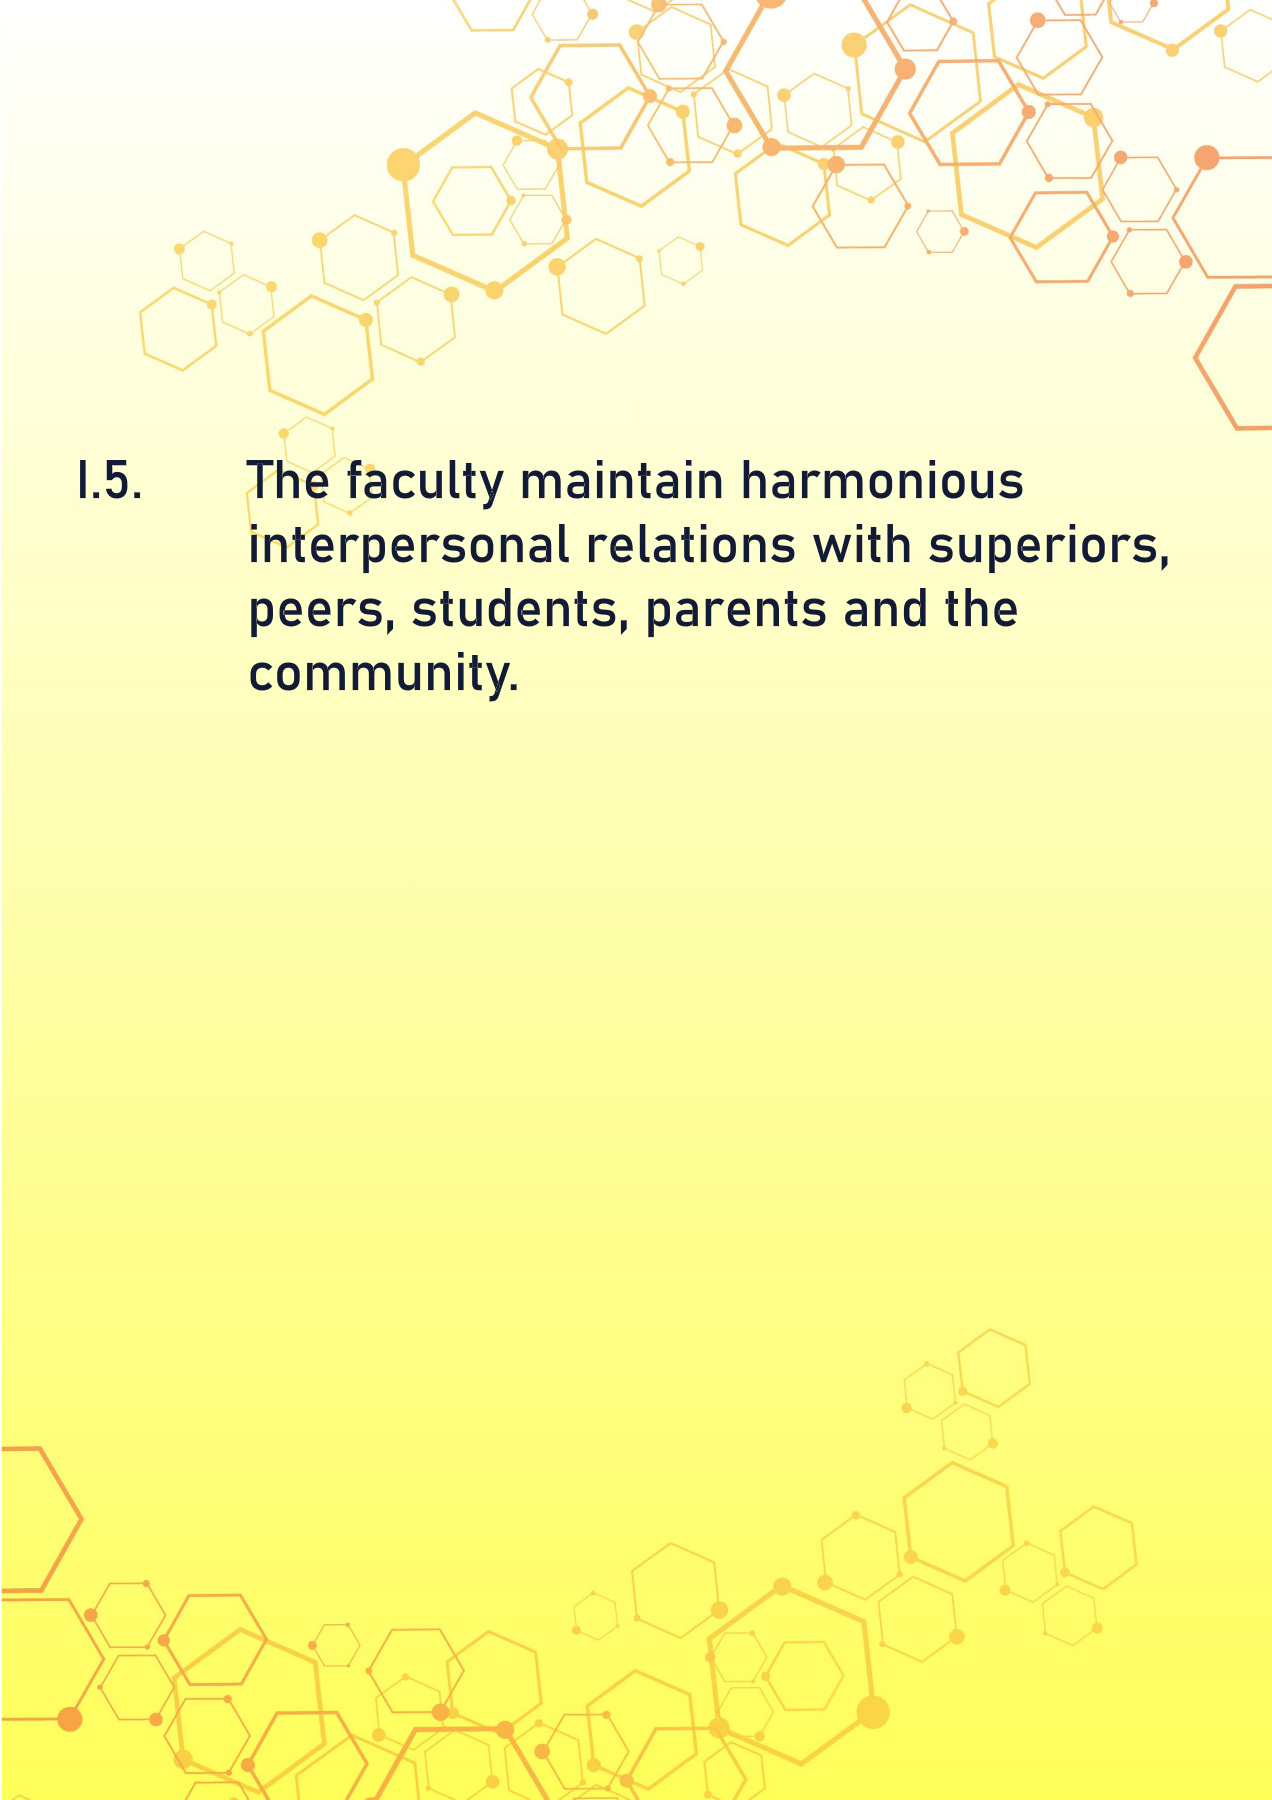 I.5. The faculty maintain harmonious
interpersonal relations with superiors,
peers, students, parents and the
community.